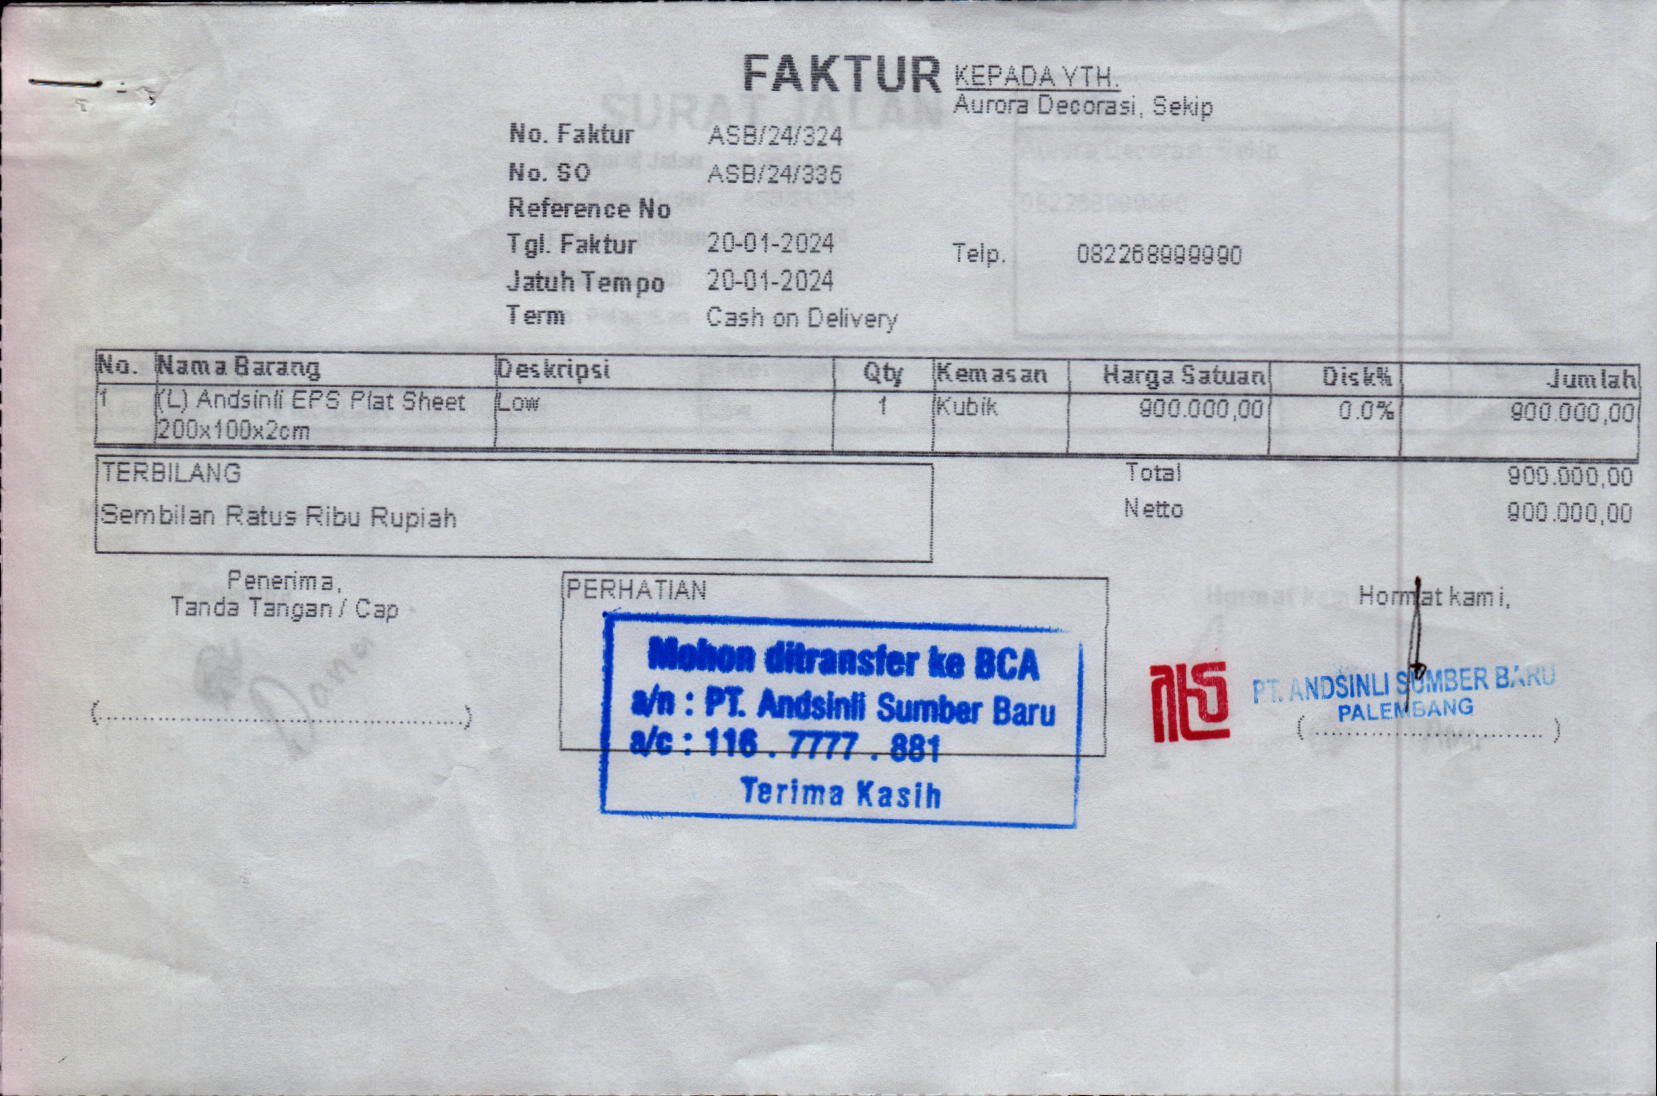 FAKTUR
KEPADA YTH.
Aurora Decorasi, Sekip
No. Faktur ASB/24/324
No. SO ASB/24/335
Reference No
Tgl. Faktur 20-01-2024
Telp. 082268999990
Jatuh Tempo 20-01-2024
Term Cash on Delivery
No. Nama Barang Deskripsi Qty Kemasan Harga Satuan Disk% Jumlah
1 (L) Andsinli EPS Plat Sheet Low 1 Kubik 900.000,00 0.0% 900.000,00
200x100x2cm
TERBILANG
Sembilan Ratus Ribu Rupiah
Total 900.000,00
Netto 900.000,00
Penerima,
Tanda Tangan / Cap
Dana
PERHATIAN
Mohon ditransfer ke BCA
a/n : PT. Andsinli Sumber Baru
a/c : 116 . 7777 . 881
Terima Kasih
Hormat kami,
PT. ANDSINLI SUMBER BARU
PALEMBANG
SURAT JALAN